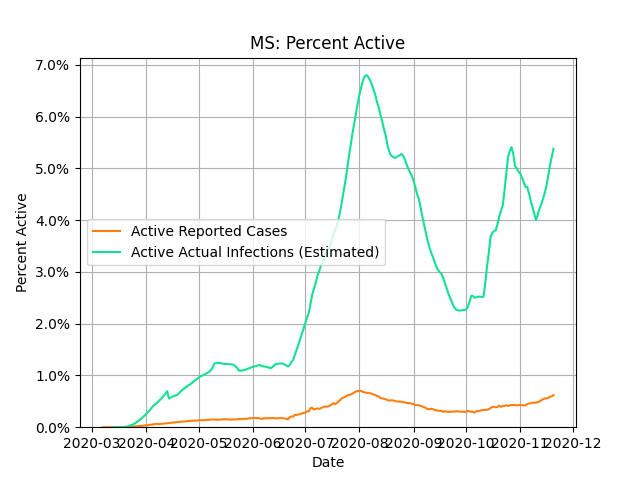 MS: Percent Active
7.0%
6.0%
5.0%
4.0%
3.0%
2.0%
1.0%
0.0%
Percent Active
Active Reported Cases
Active Actual Infections (Estimated)
2020-03 2020-04 2020-05 2020-06 2020-07 2020-08 2020-09 2020-10 2020-11 2020-12
Date